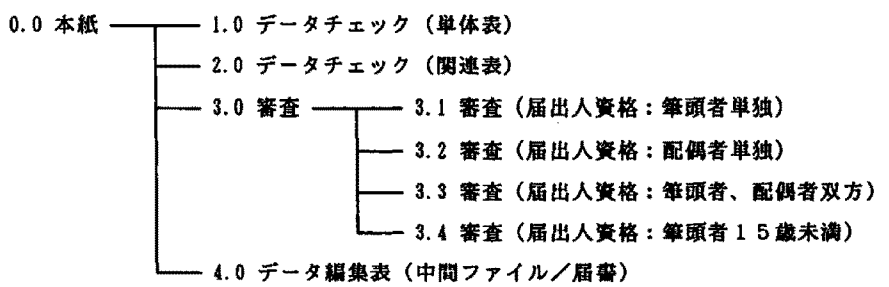 0.0 本紙 1.0 データチェック（単体表）
2.0 データチェック（関連表）
3.0 審査 3.1 審査（届出人資格：筆頭者単独）
3.2 審査（届出人資格：配偶者単独）
3.3 審査（届出人資格：筆頭者、配偶者双方）
3.4 審査（届出人資格：筆頭者１５歳未満）
4.0 データ編集表（中間ファイル／届書）